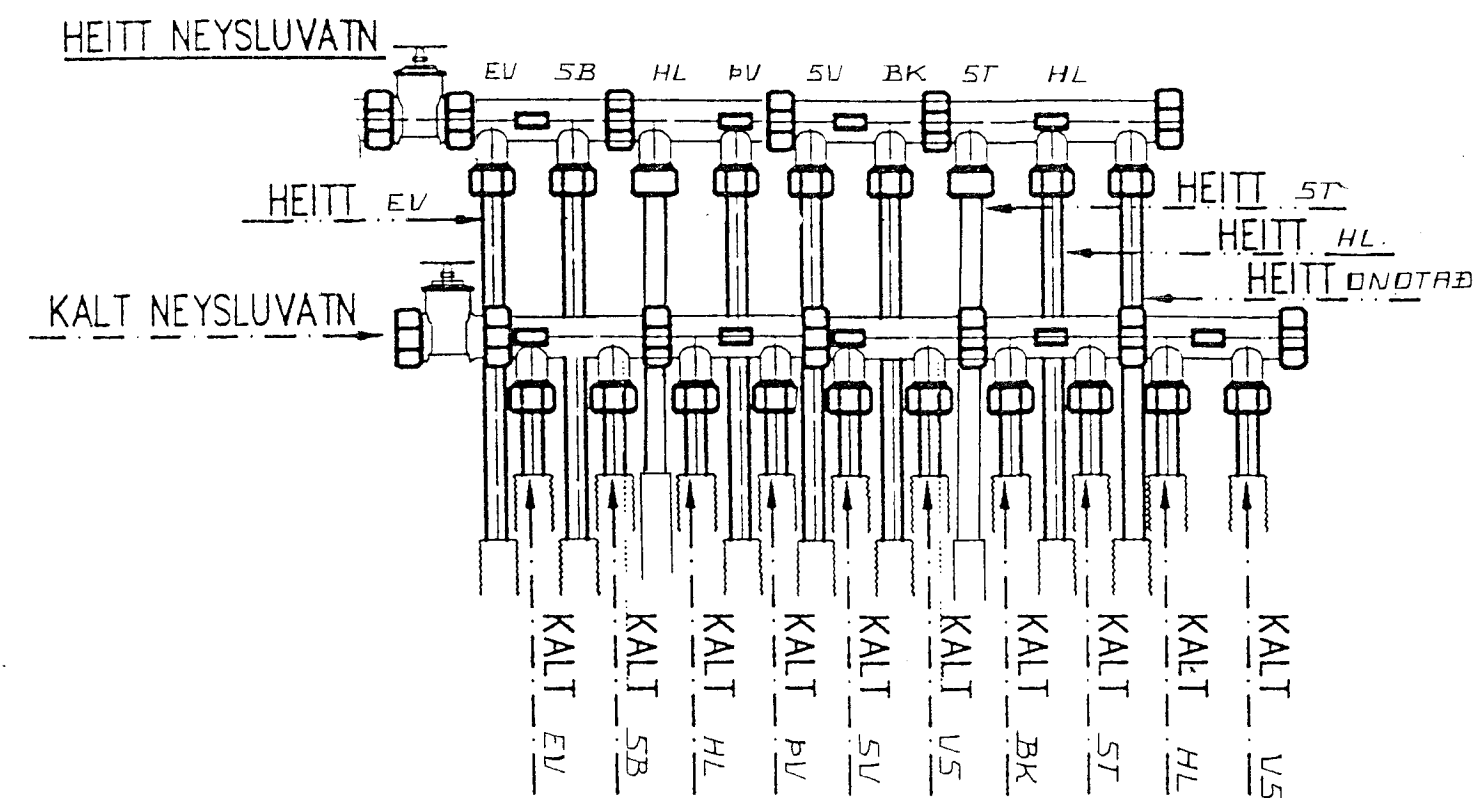 HEITT NEYSLUVATN
EV SB HL ÞV SV BK ST HL
HEITT EV
HEITT ST
HEITT HL.
HEITT ONOTAÐ
KALT NEYSLUVATN
KALT EV
KALT SB
KALT HL
KALT ÞV
KALT SV
KALT VS
KALT BK
KALT ST
KALT HL
KALT VS